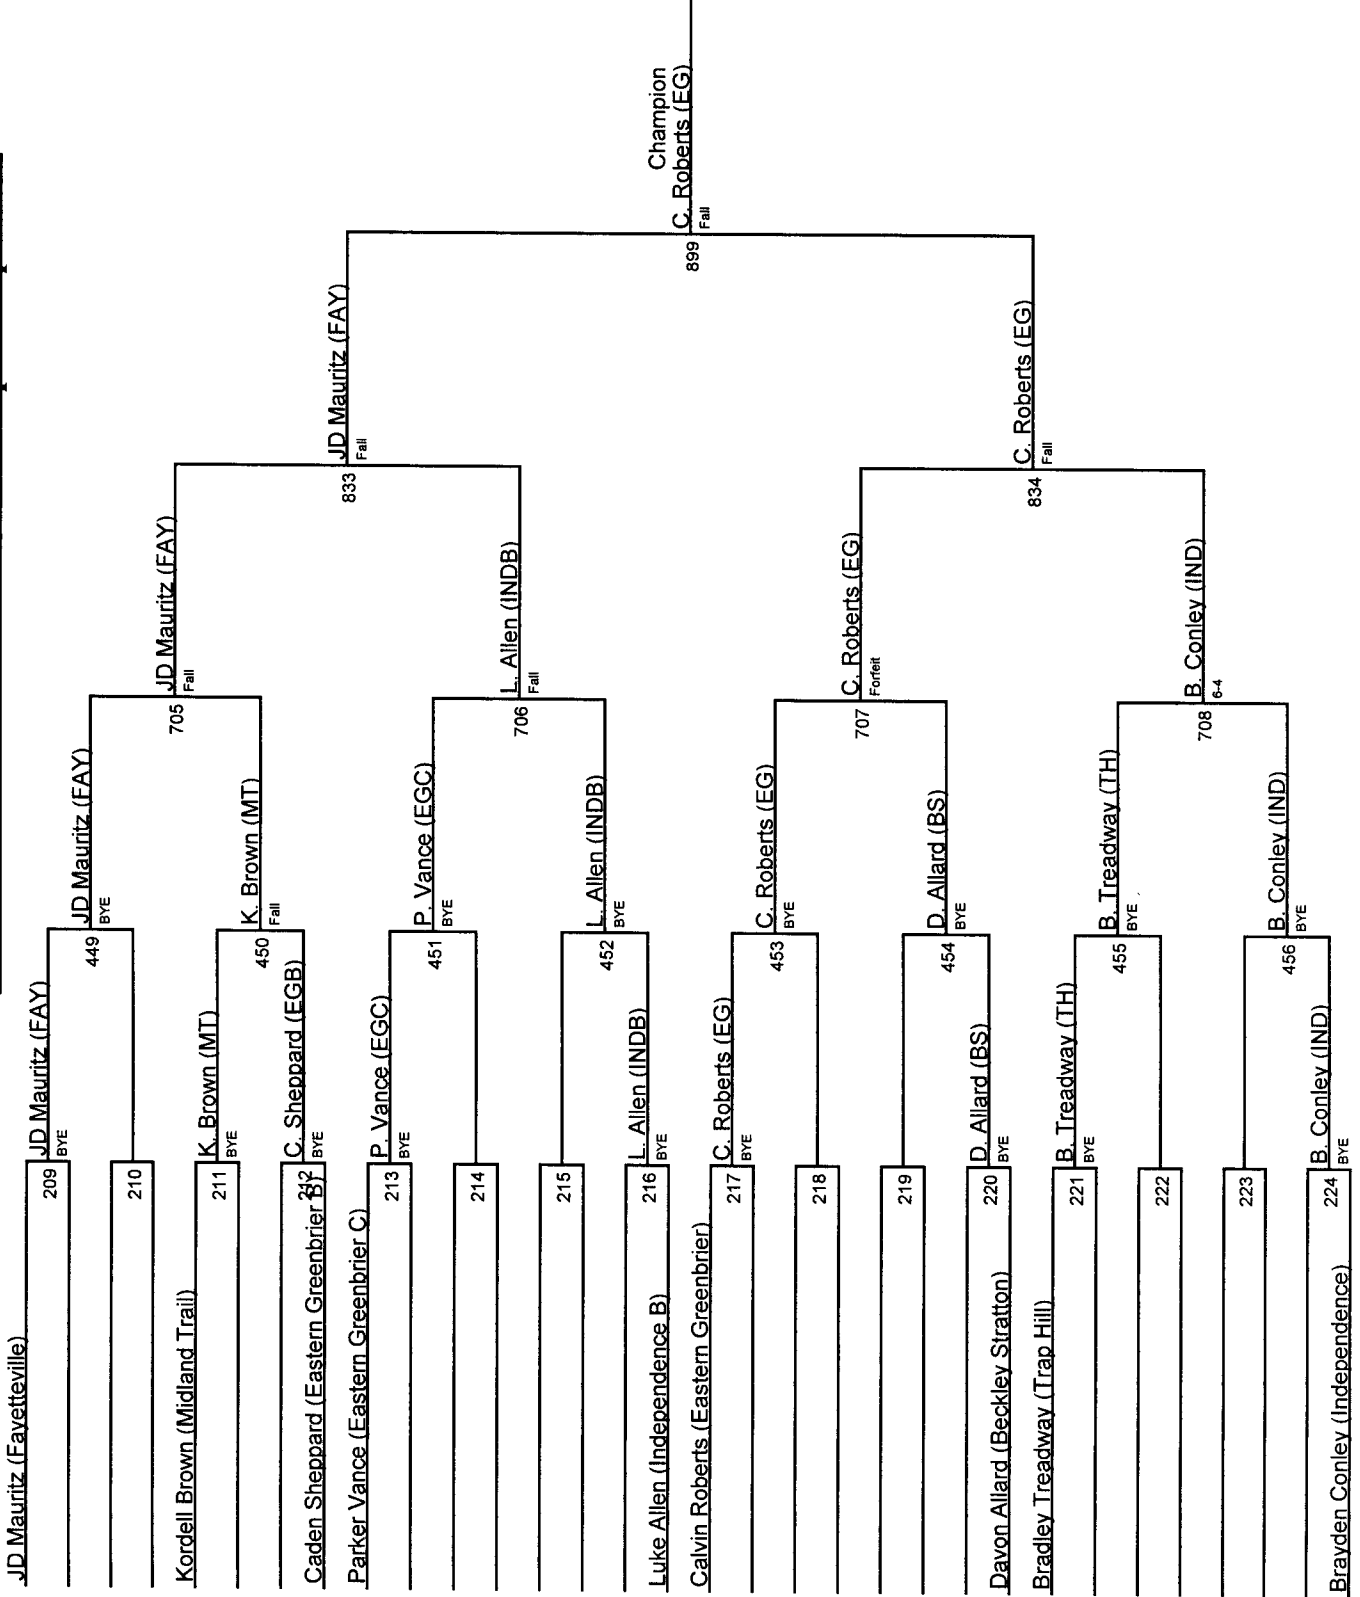 JD Mauritz (Fayetteville)
209
JD Mauritz (FAY)
BYE
210
449
JD Mauritz (FAY)
BYE
Kordell Brown (Midland Trail)
211
K. Brown (MT)
BYE
Caden Sheppard (Eastern Greenbrier B)
212
C. Sheppard (EGB)
BYE
450
K. Brown (MT)
Fall
705
JD Mauritz (FAY)
Fall
Parker Vance (Eastern Greenbrier C)
213
P. Vance (EGC)
BYE
214
451
P. Vance (EGC)
BYE
215
Luke Allen (Independence B)
216
L. Allen (INDB)
BYE
452
L. Allen (INDB)
BYE
706
L. Allen (INDB)
Fall
833
JD Mauritz (FAY)
Fall
Calvin Roberts (Eastern Greenbrier)
217
C. Roberts (EG)
BYE
218
453
C. Roberts (EG)
BYE
219
Davon Allard (Beckley Stratton)
220
D. Allard (BS)
BYE
454
D. Allard (BS)
BYE
707
C. Roberts (EG)
Forfeit
Bradley Treadway (Trap Hill)
221
B. Treadway (TH)
BYE
222
455
B. Treadway (TH)
BYE
223
Brayden Conley (Independence)
224
B. Conley (IND)
BYE
456
B. Conley (IND)
BYE
708
B. Conley (IND)
6-4
834
C. Roberts (EG)
Fall
899
Champion
C. Roberts (EG)
Fall